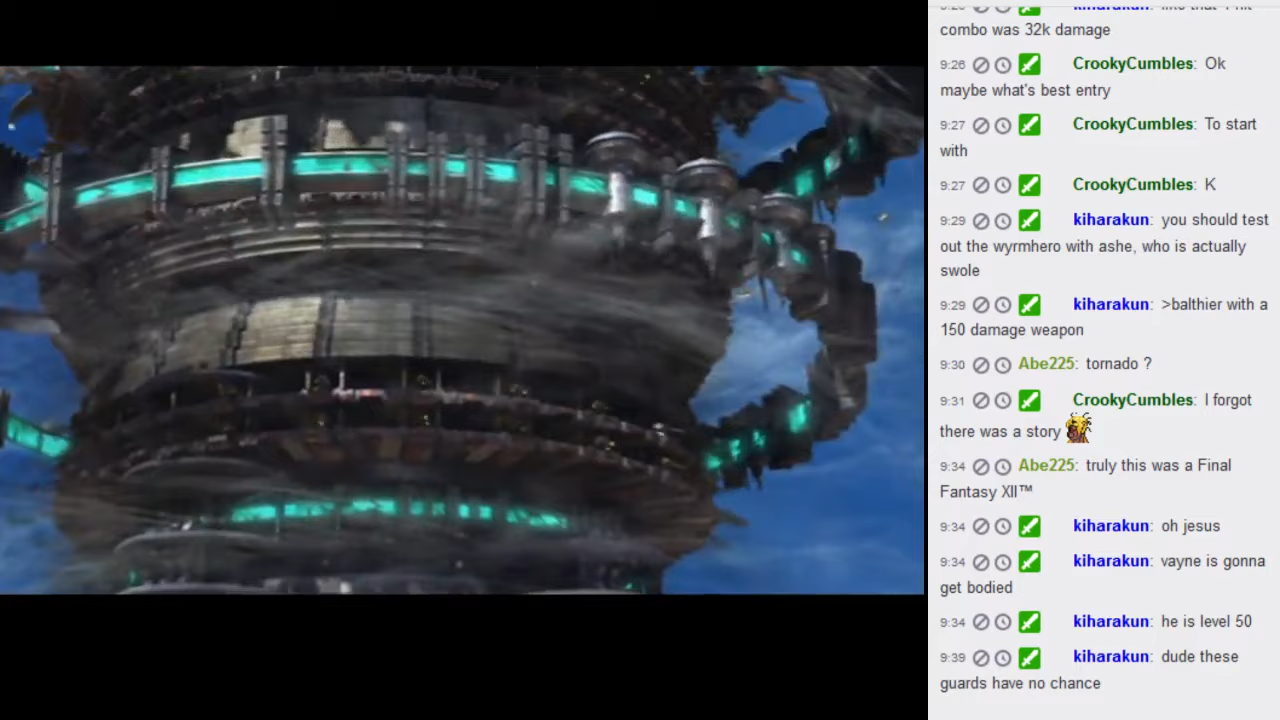 combo was 32k damage
9:26 CrookyCumbles: Ok
maybe what's best entry
9:27 CrookyCumbles: To start
with
9:27 CrookyCumbles: K
9:29 kiharakun: you should test
out the wyrmhero with ashe, who is actually
swole
9:29 kiharakun: >balthier with a
150 damage weapon
9:30 Abe225: tornado ?
9:31 CrookyCumbles: I forgot
there was a story
9:34 Abe225: truly this was a Final
Fantasy XII™
9:34 kiharakun: oh jesus
9:34 kiharakun: vayne is gonna
get bodied
9:34 kiharakun: he is level 50
9:39 kiharakun: dude these
guards have no chance